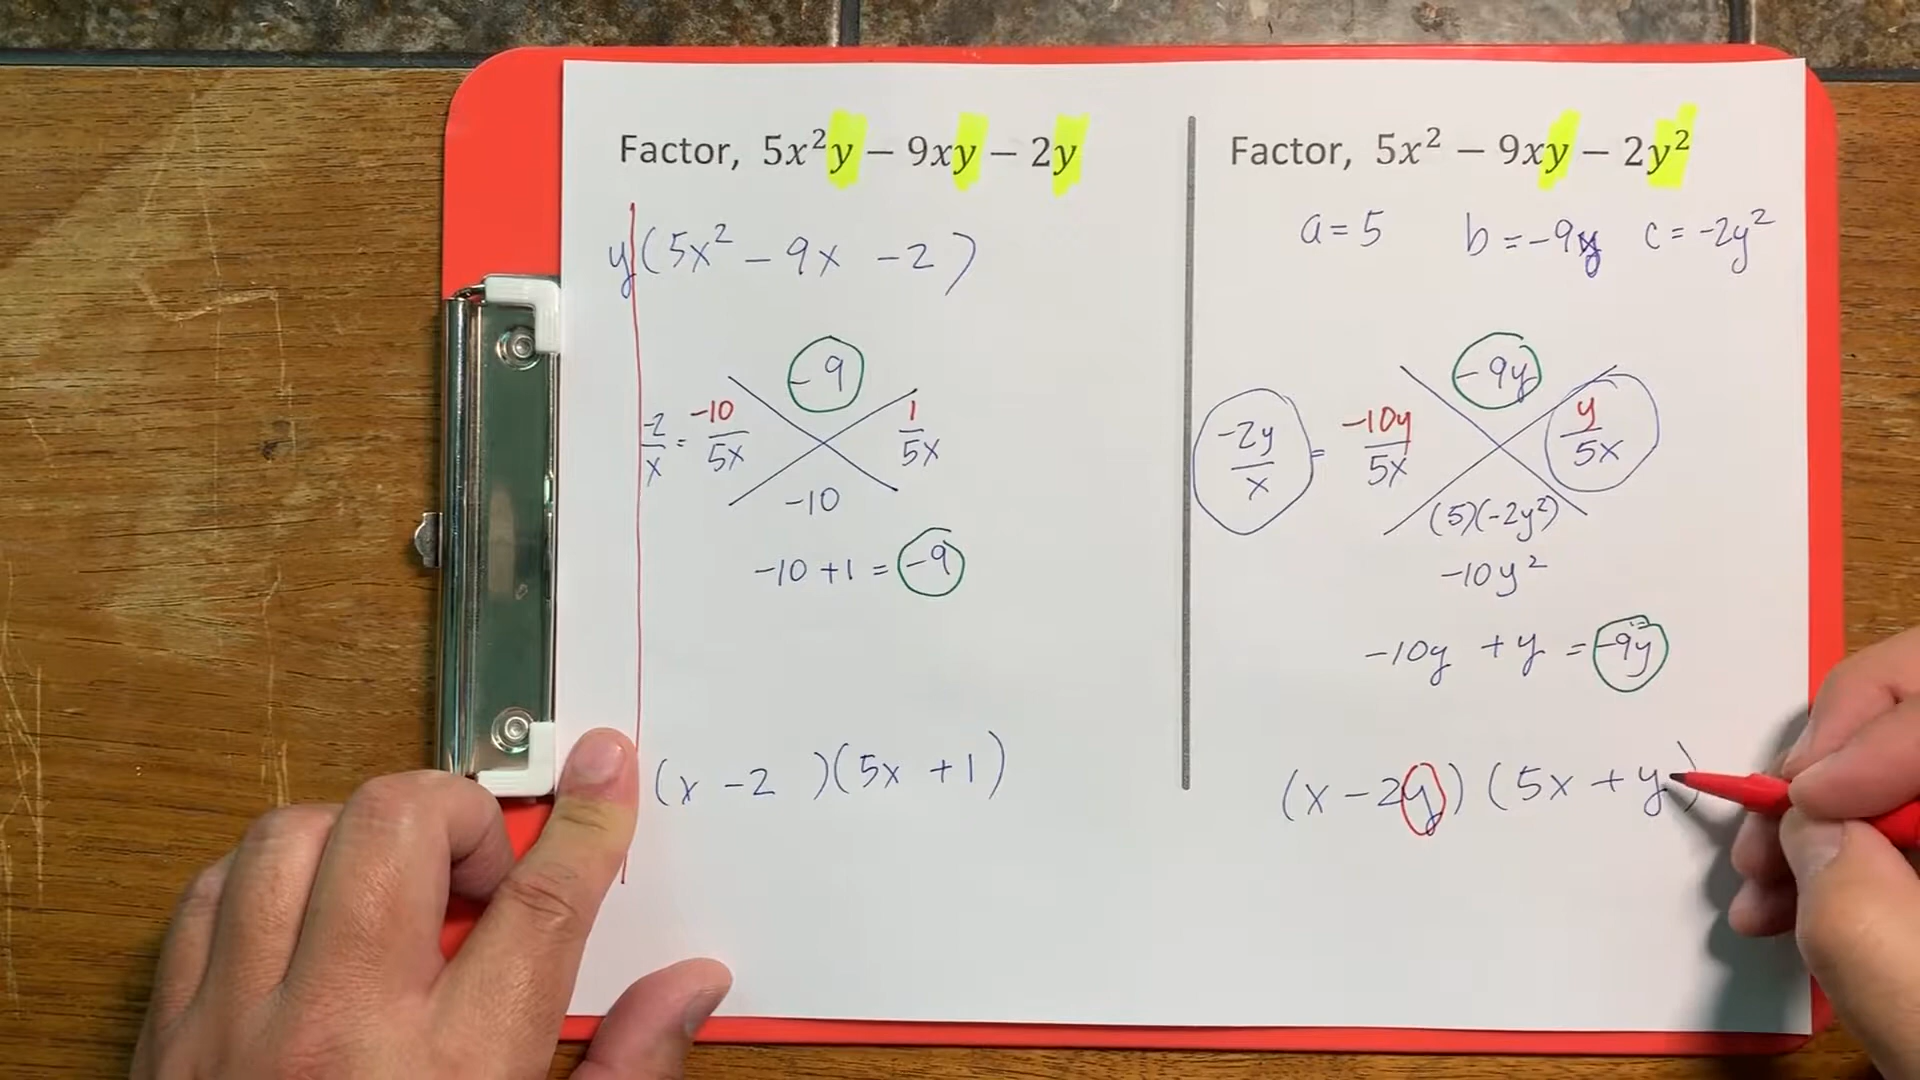 Factor, 5x² y – 9xy – 2y
y(5x² – 9x – 2)
-9
-2/x = -10/5x
1/5x
-10
-10 + 1 = -9
(x - 2 )(5x + 1)
Factor, 5x² – 9xy – 2y²
a = 5 b = -9y c = -2y²
-9y
-2y/x = -10y/5x
y/5x
(5)(-2y²)
-10y²
-10y + y = -9y
(x - 2y) (5x + y)